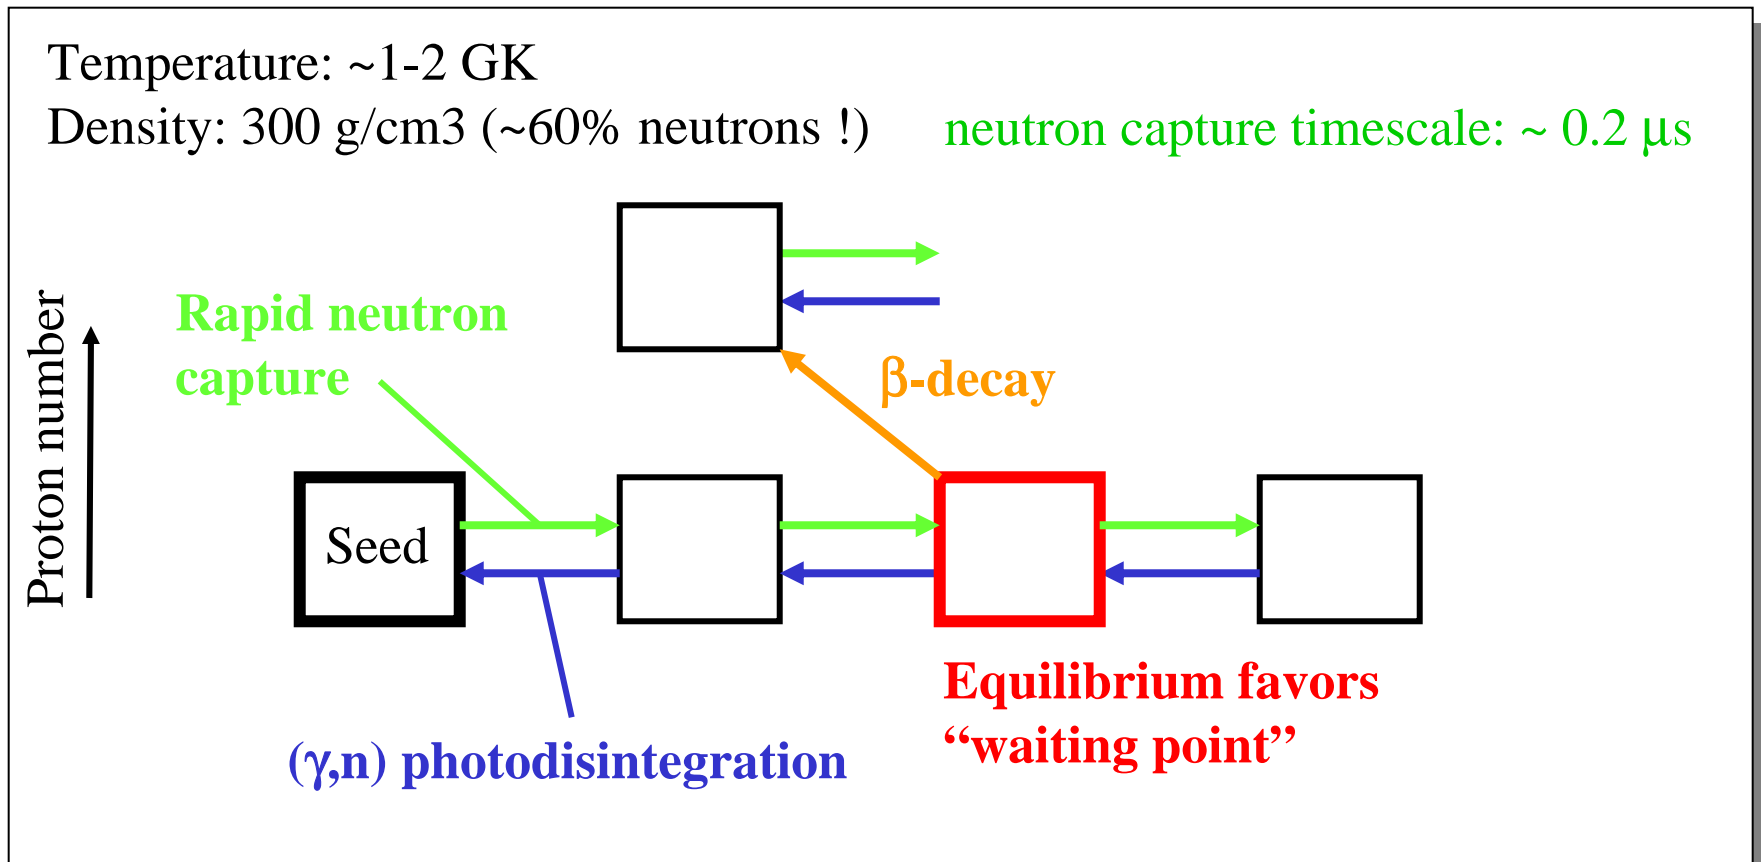 Temperature: ~1-2 GK
Density: 300 g/cm3 (~60% neutrons !)
neutron capture timescale: ~ 0.2 μs
Rapid neutron
capture
β-decay
Proton number
Seed
Equilibrium favors
“waiting point”
(γ,n) photodisintegration